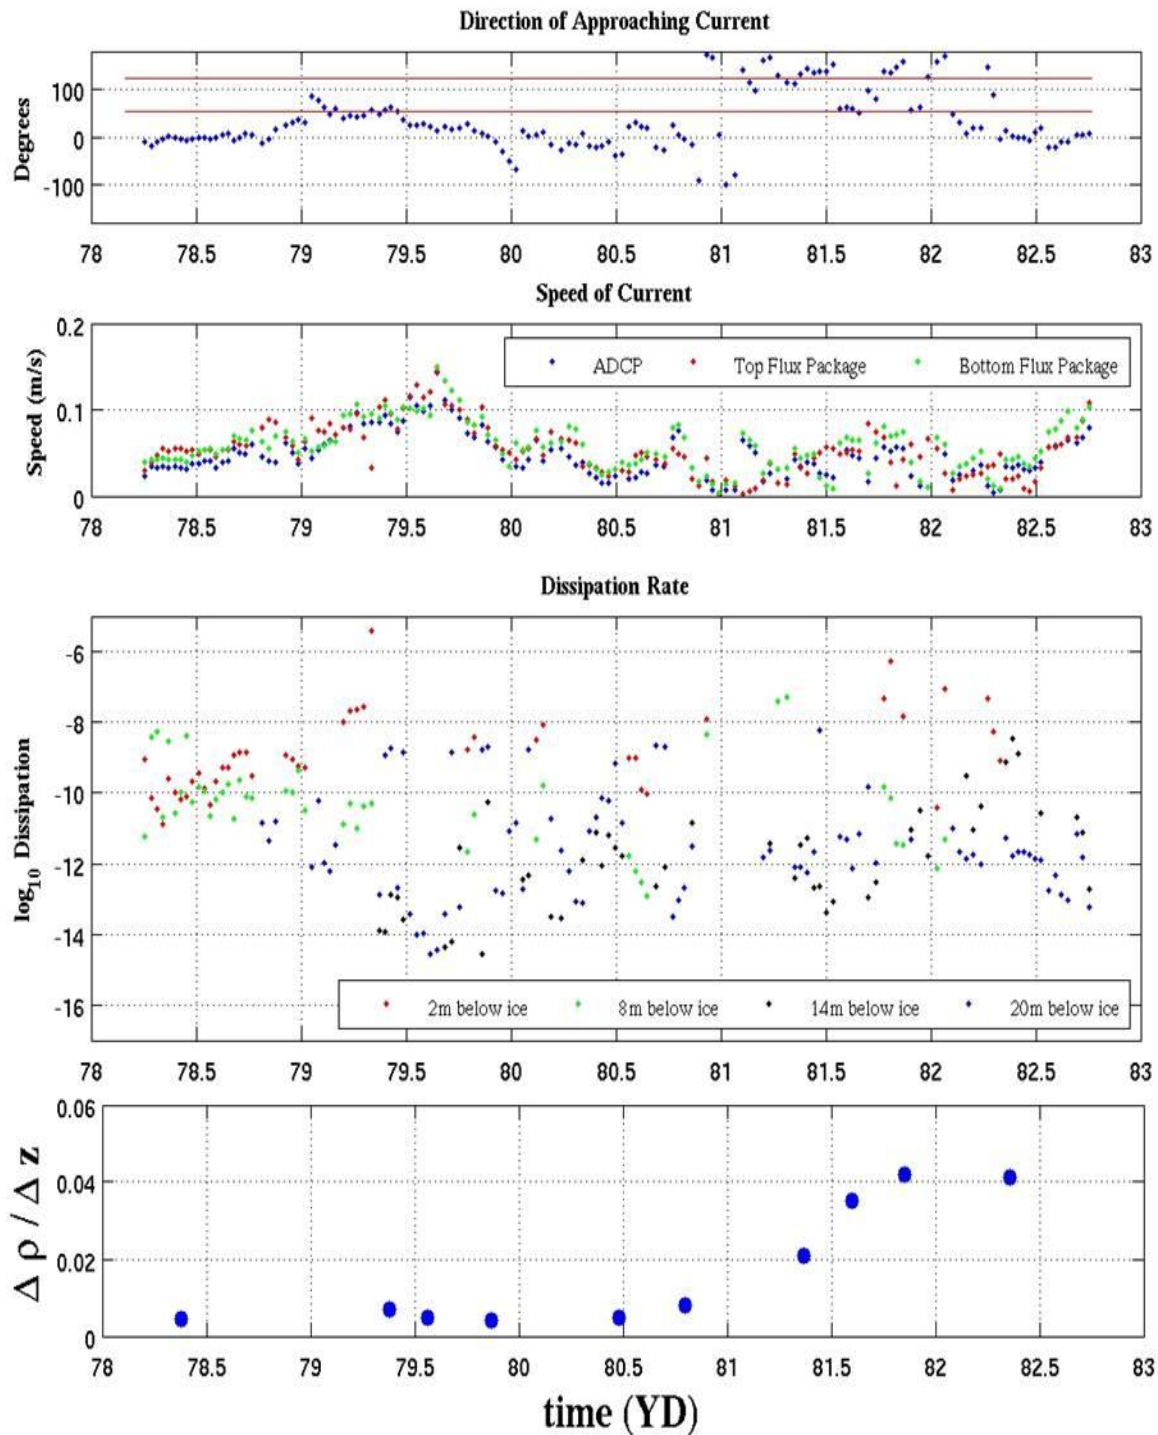 Direction of Approaching Current
Degrees
100
0
-100
78 78.5 79 79.5 80 80.5 81 81.5 82 82.5 83
Speed of Current
Speed (m/s)
0.2
0.1
0
ADCP Top Flux Package Bottom Flux Package
78 78.5 79 79.5 80 80.5 81 81.5 82 82.5 83
Dissipation Rate
log10 Dissipation
-6
-8
-10
-12
-14
-16
2m below ice 8m below ice 14m below ice 20m below ice
78 78.5 79 79.5 80 80.5 81 81.5 82 82.5 83
Δ ρ / Δ z
0.06
0.04
0.02
0
78 78.5 79 79.5 80 80.5 81 81.5 82 82.5 83
time (YD)